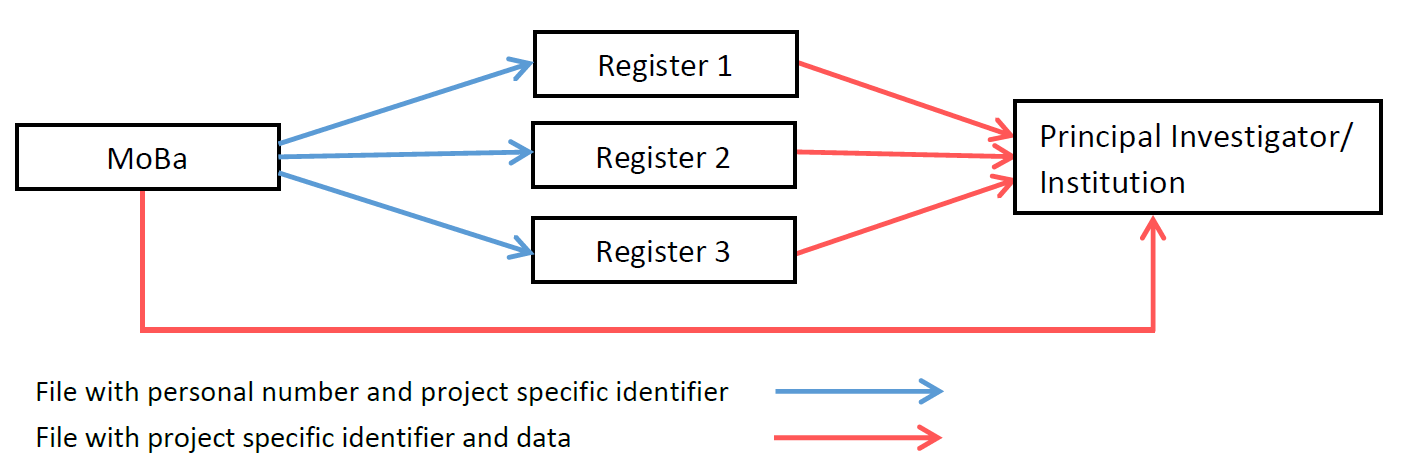 Register 1
MoBa
Register 2
Principal Investigator/
Institution
Register 3
File with personal number and project specific identifier
File with project specific identifier and data